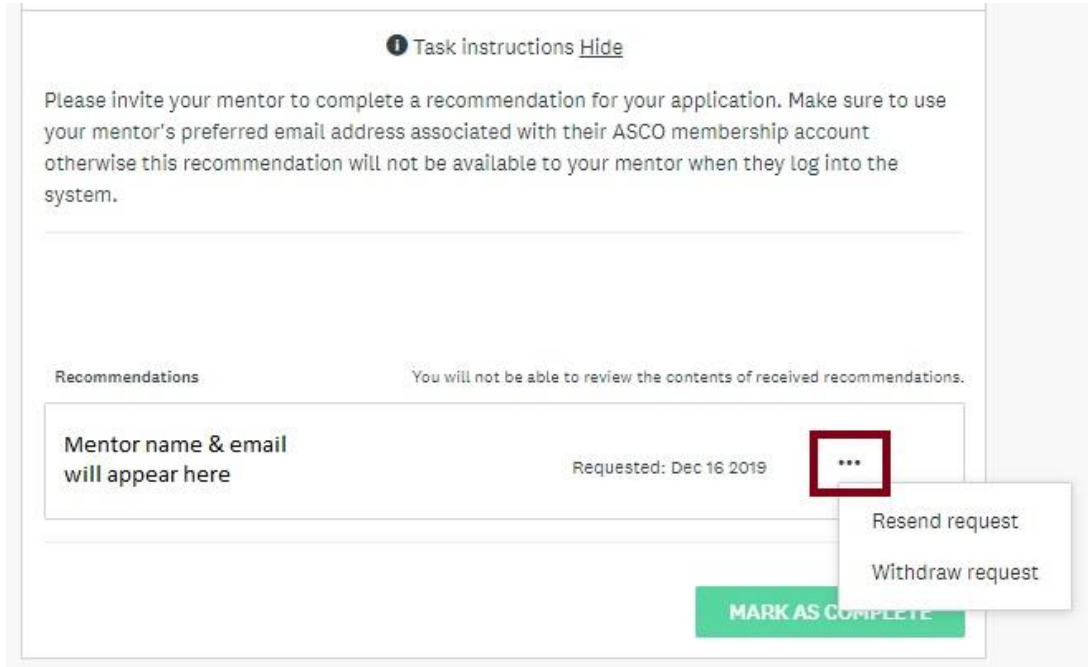 Task instructions Hide
Please invite your mentor to complete a recommendation for your application. Make sure to use
your mentor's preferred email address associated with their ASCO membership account
otherwise this recommendation will not be available to your mentor when they log into the
system.
Recommendations You will not be able to review the contents of received recommendations.
Mentor name & email
will appear here
Requested: Dec 16 2019 •••
Resend request
Withdraw request
MARK AS COMPLETE